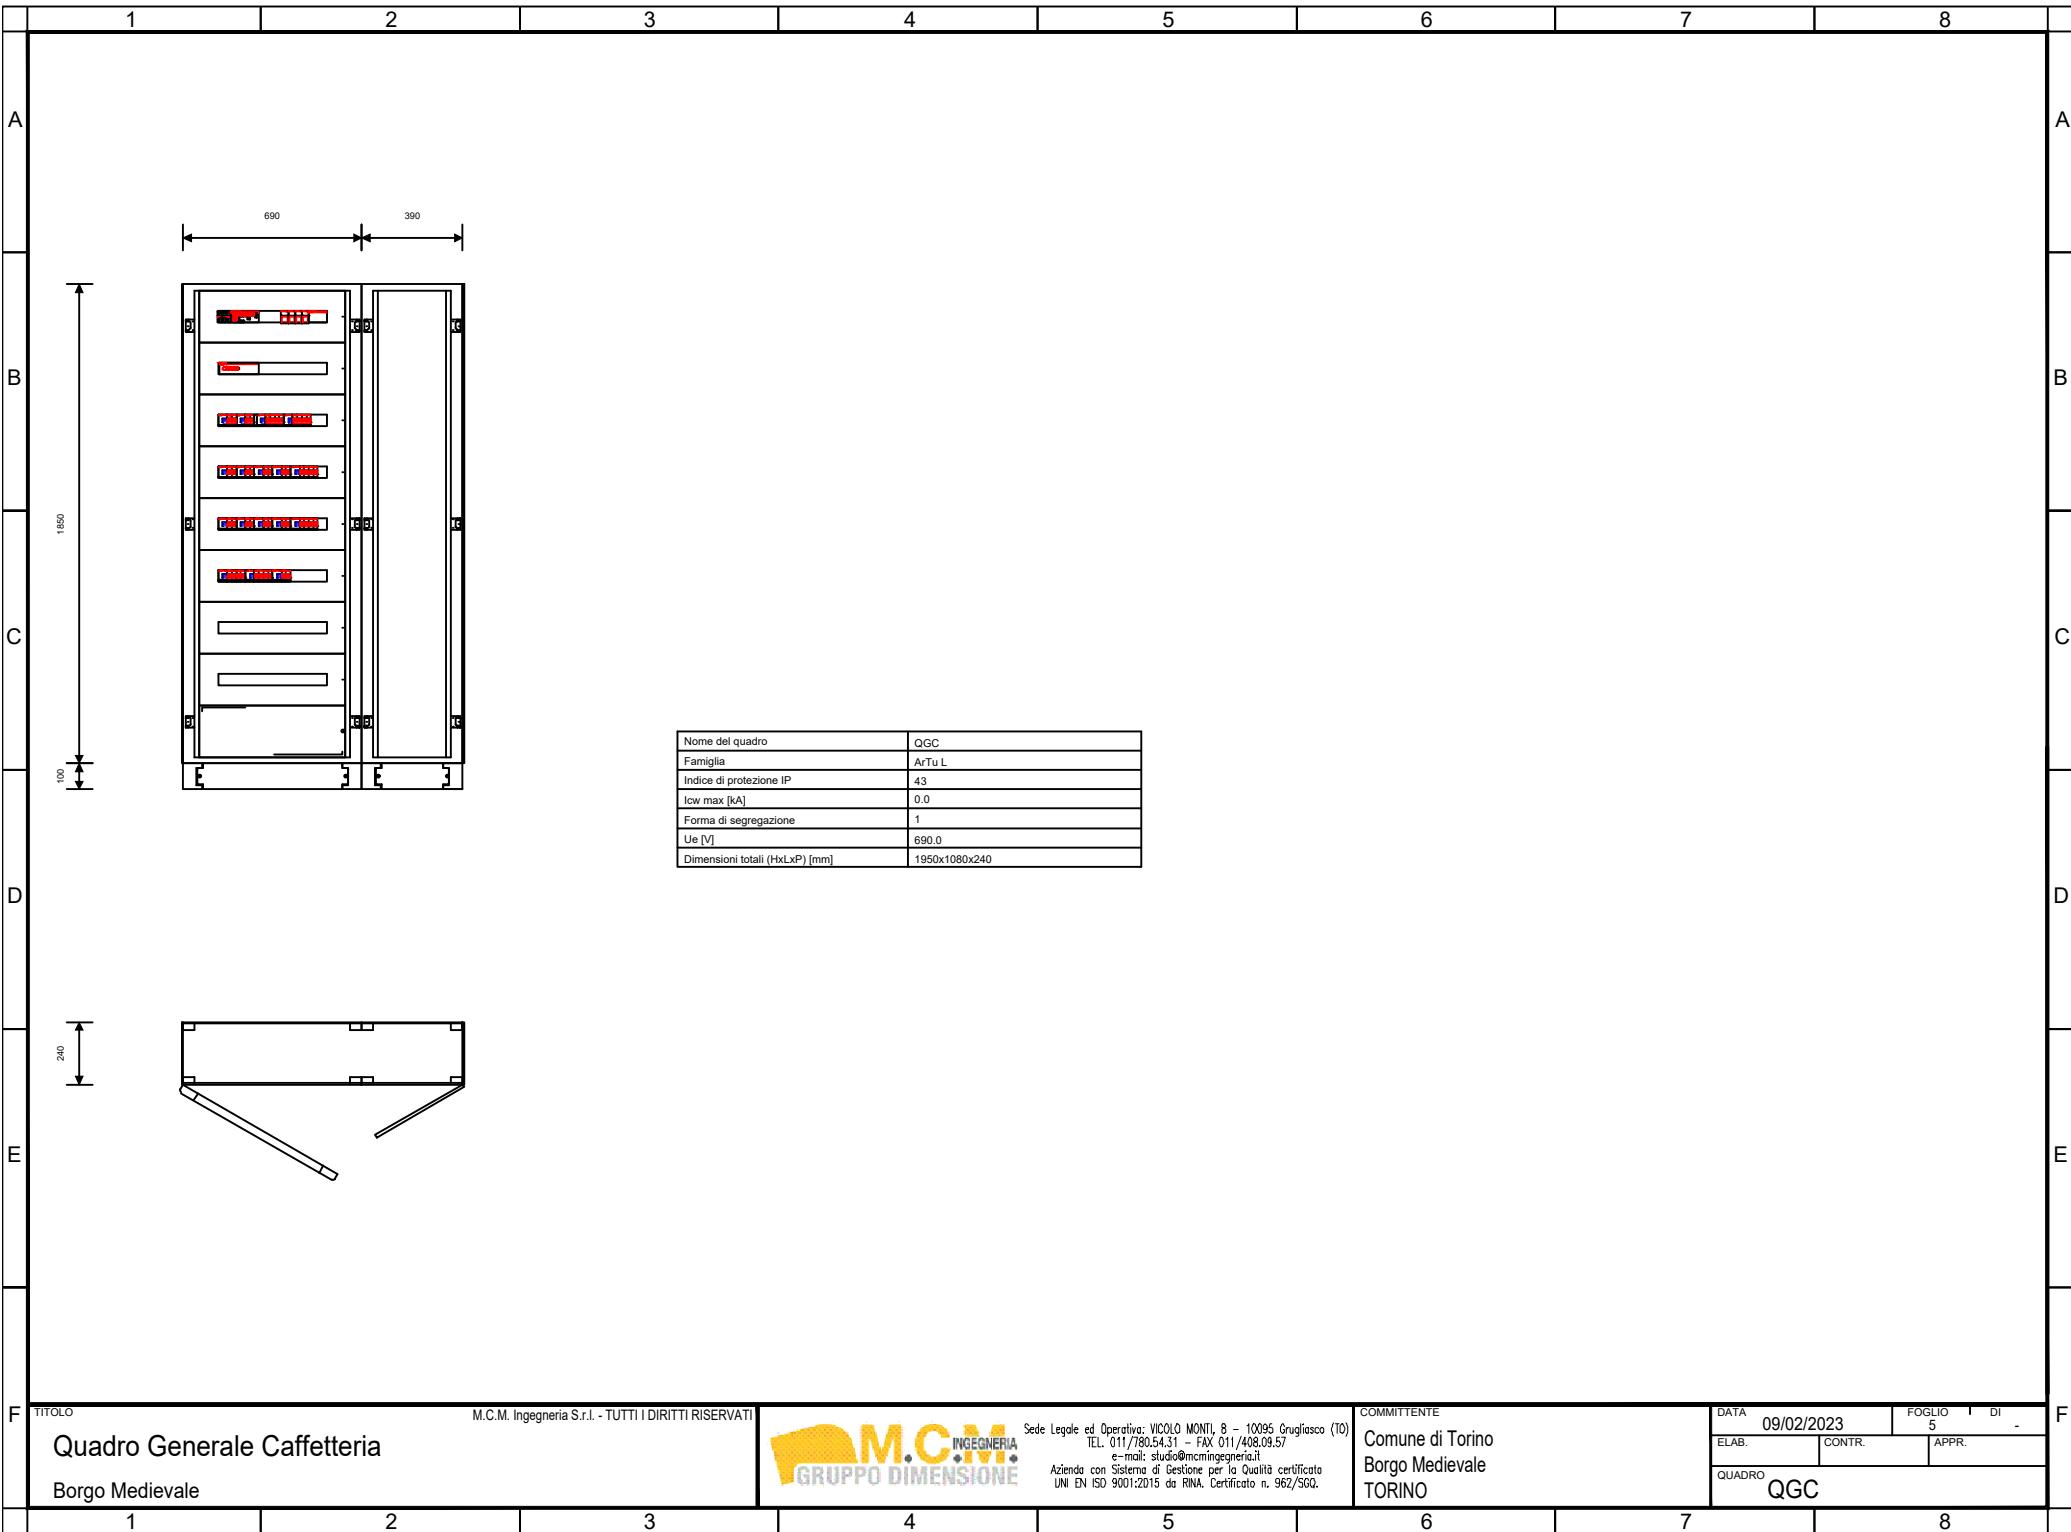 1 2 3 4 5 6 7 8
A A
690 390
B B
1850
C C
100
Nome del quadro QGC
Famiglia ArTu L
Indice di protezione IP 43
Icw max [kA] 0.0
Forma di segregazione 1
Ue [V] 690.0
Dimensioni totali (HxLxP) [mm] 1950x1080x240
D D
240
E E
F F
TITOLO
M.C.M. Ingegneria S.r.l. - TUTTI I DIRITTI RISERVATI
Quadro Generale Caffetteria
Borgo Medievale
M.C.M. INGEGNERIA
GRUPPO DIMENSIONE
Sede Legale ed Operativa: VICOLO MONTI, 8 – 10095 Grugliasco (TO)
TEL. 011/780.54.31 – FAX 011/408.09.57
e-mail: studio@mcmingegneria.it
Azienda con Sistema di Gestione per la Qualità certificato
UNI EN ISO 9001:2015 da RINA. Certificato n. 962/SGQ.
COMMITTENTE
Comune di Torino
Borgo Medievale
TORINO
DATA 09/02/2023
FOGLIO 5 DI -
ELAB. CONTR. APPR.
QUADRO
QGC
1 2 3 4 5 6 7 8